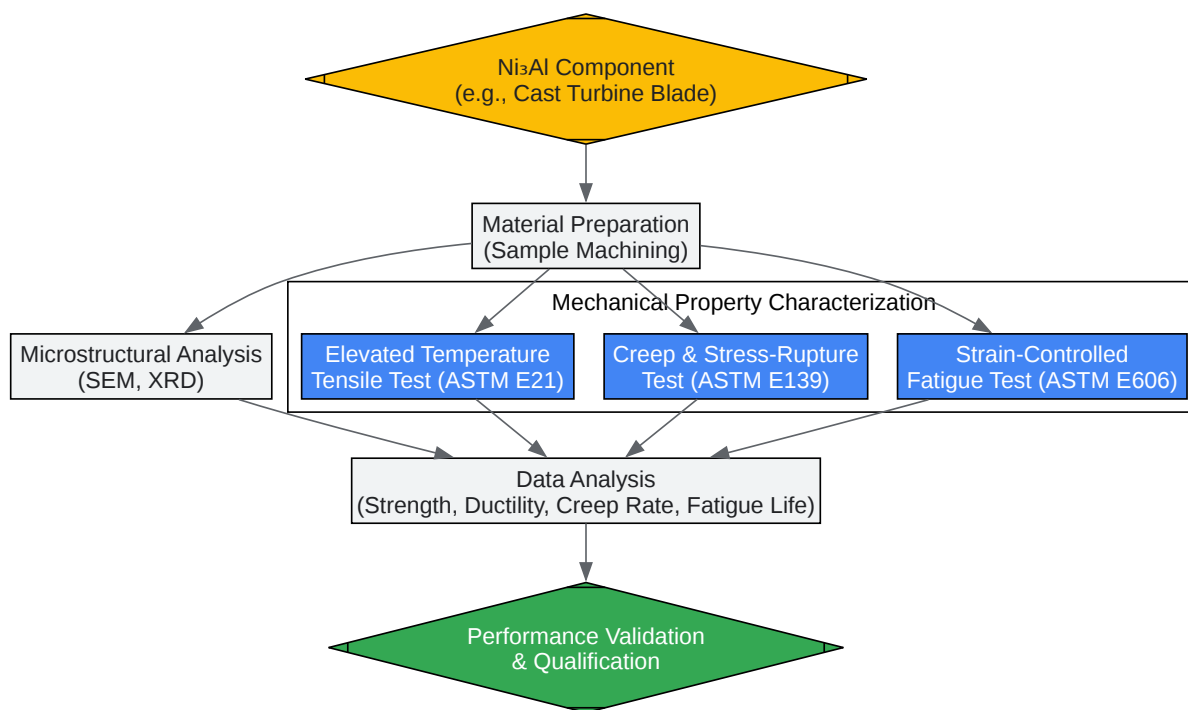 Ni₃Al Component
(e.g., Cast Turbine Blade)
Material Preparation
(Sample Machining)
Mechanical Property Characterization
Microstructural Analysis
(SEM, XRD)
Elevated Temperature
Tensile Test (ASTM E21)
Creep & Stress-Rupture
Test (ASTM E139)
Strain-Controlled
Fatigue Test (ASTM E606)
Data Analysis
(Strength, Ductility, Creep Rate, Fatigue Life)
Performance Validation
& Qualification